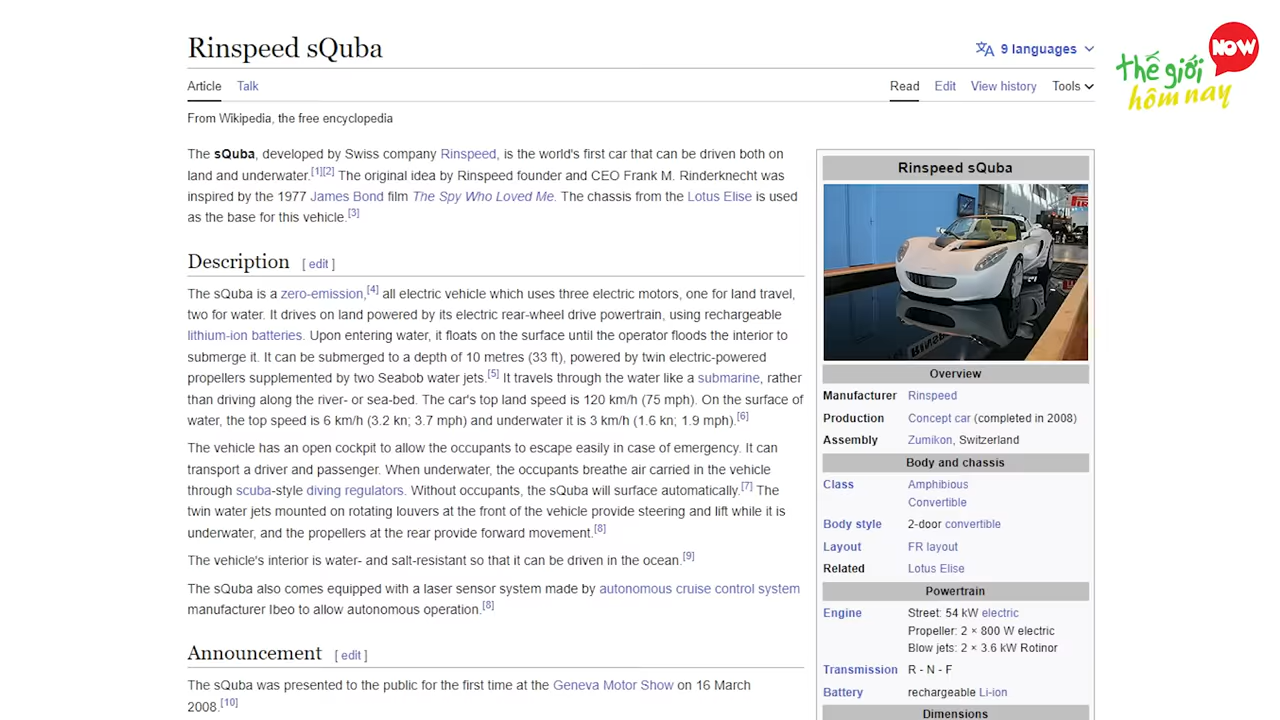 Rinspeed sQuba
9 languages
NOW
thế giới
hôm nay
Article Talk
Read Edit View history Tools
From Wikipedia, the free encyclopedia
The sQuba, developed by Swiss company Rinspeed, is the world's first car that can be driven both on
land and underwater.[1][2] The original idea by Rinspeed founder and CEO Frank M. Rinderknecht was
inspired by the 1977 James Bond film The Spy Who Loved Me. The chassis from the Lotus Elise is used
as the base for this vehicle.[3]
Description [ edit ]
The sQuba is a zero-emission,[4] all electric vehicle which uses three electric motors, one for land travel,
two for water. It drives on land powered by its electric rear-wheel drive powertrain, using rechargeable
lithium-ion batteries. Upon entering water, it floats on the surface until the operator floods the interior to
submerge it. It can be submerged to a depth of 10 metres (33 ft), powered by twin electric-powered
propellers supplemented by two Seabob water jets.[5] It travels through the water like a submarine, rather
than driving along the river- or sea-bed. The car's top land speed is 120 km/h (75 mph). On the surface of
water, the top speed is 6 km/h (3.2 kn; 3.7 mph) and underwater it is 3 km/h (1.6 kn; 1.9 mph).[6]
The vehicle has an open cockpit to allow the occupants to escape easily in case of emergency. It can
transport a driver and passenger. When underwater, the occupants breathe air carried in the vehicle
through scuba-style diving regulators. Without occupants, the sQuba will surface automatically.[7] The
twin water jets mounted on rotating louvers at the front of the vehicle provide steering and lift while it is
underwater, and the propellers at the rear provide forward movement.[8]
The vehicle's interior is water- and salt-resistant so that it can be driven in the ocean.[9]
The sQuba also comes equipped with a laser sensor system made by autonomous cruise control system
manufacturer Ibeo to allow autonomous operation.[8]
Announcement [ edit ]
The sQuba was presented to the public for the first time at the Geneva Motor Show on 16 March
2008.[10]
Rinspeed sQuba
Overview
Manufacturer Rinspeed
Production Concept car (completed in 2008)
Assembly Zumikon, Switzerland
Body and chassis
Class Amphibious
Convertible
Body style 2-door convertible
Layout FR layout
Related Lotus Elise
Powertrain
Engine Street: 54 kW electric
Propeller: 2 × 800 W electric
Blow jets: 2 × 3.6 kW Rotinor
Transmission R - N - F
Battery rechargeable Li-ion
Dimensions